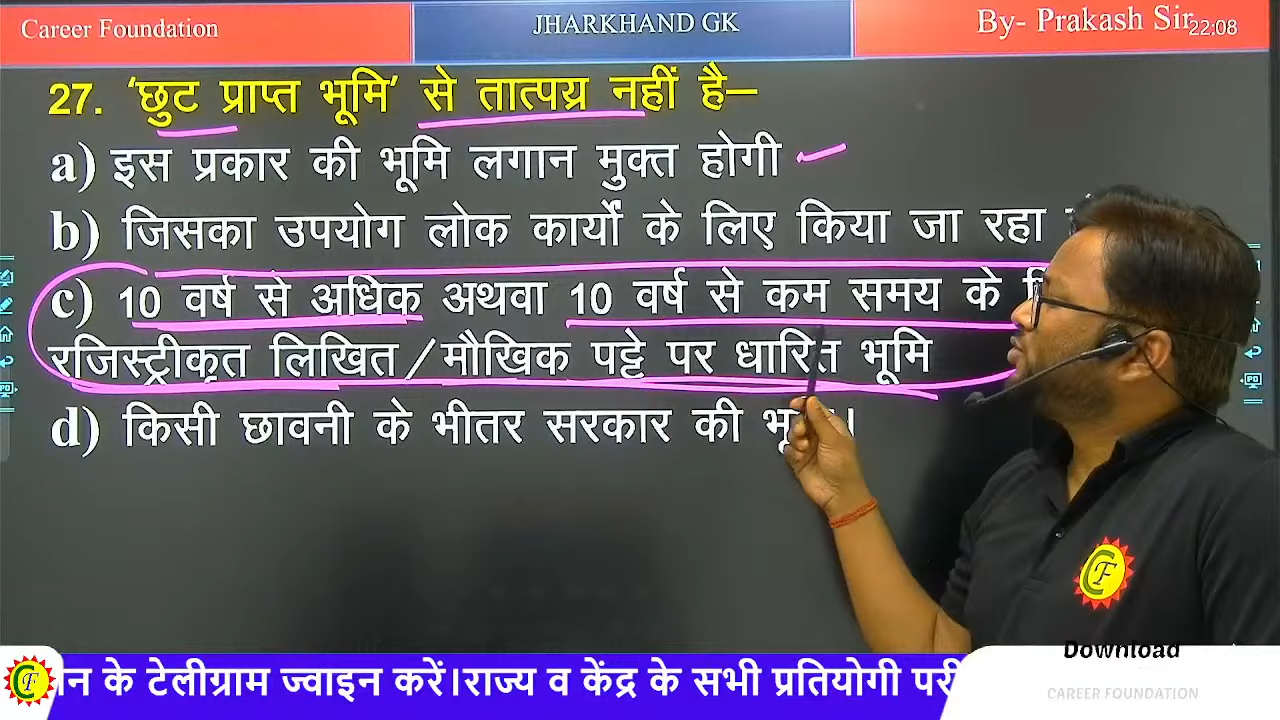 Career Foundation
JHARKHAND GK
By- Prakash Sir
22:08
27. ‘छुट प्राप्त भूमि’ से तात्पय्र नहीं है–
a) इस प्रकार की भूमि लगान मुक्त होगी
b) जिसका उपयोग लोक कार्यो के लिए किया जा रहा
c) 10 वर्ष से अधिक अथवा 10 वर्ष से कम समय के
रजिस्ट्रीकृत लिखित/मौखिक पट्टे पर धारित भूमि
d) किसी छावनी के भीतर सरकार की
के टेलीग्राम ज्वाइन करें।राज्य व केंद्र के सभी प्रतियोगी
Download
CAREER FOUNDATION
CF